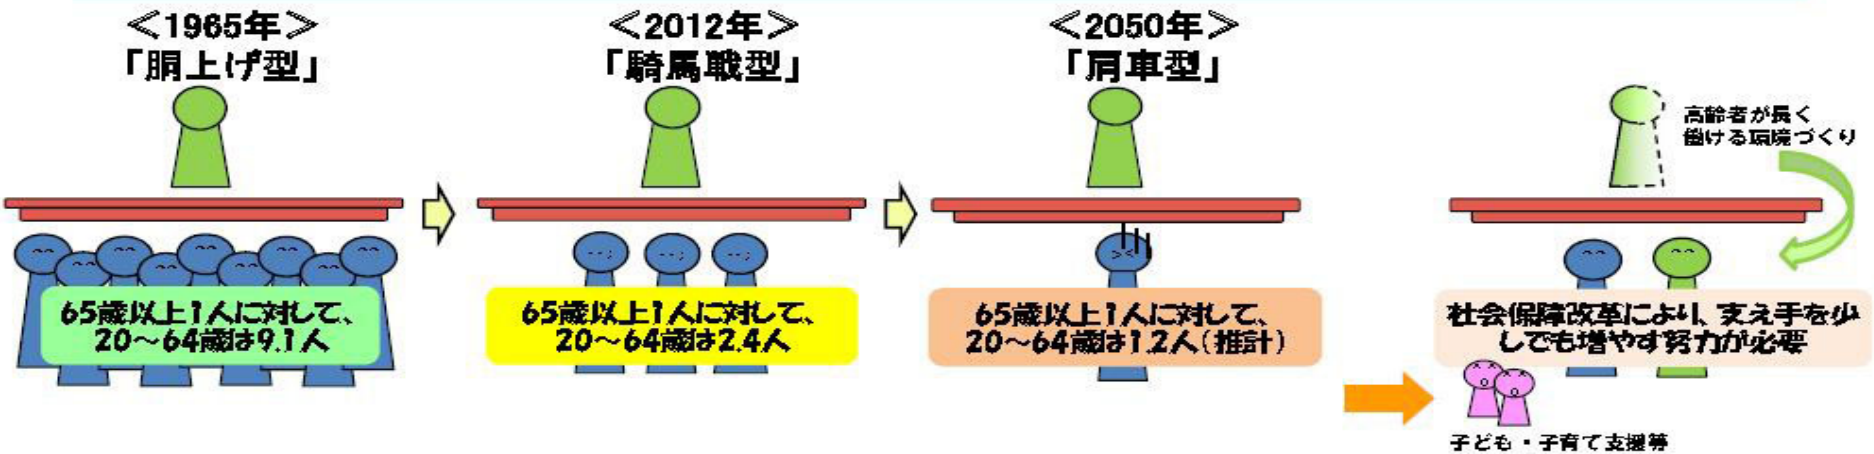 ＜1965年＞
「胴上げ型」
65歳以上1人に対して、
20～64歳は9.1人
＜2012年＞
「騎馬戦型」
65歳以上1人に対して、
20～64歳は2.4人
＜2050年＞
「肩車型」
65歳以上1人に対して、
20～64歳は1.2人(推計)
高齢者が長く
働ける環境づくり
社会保障改革により、支え手を少
しでも増やす努力が必要
子ども・子育て支援等